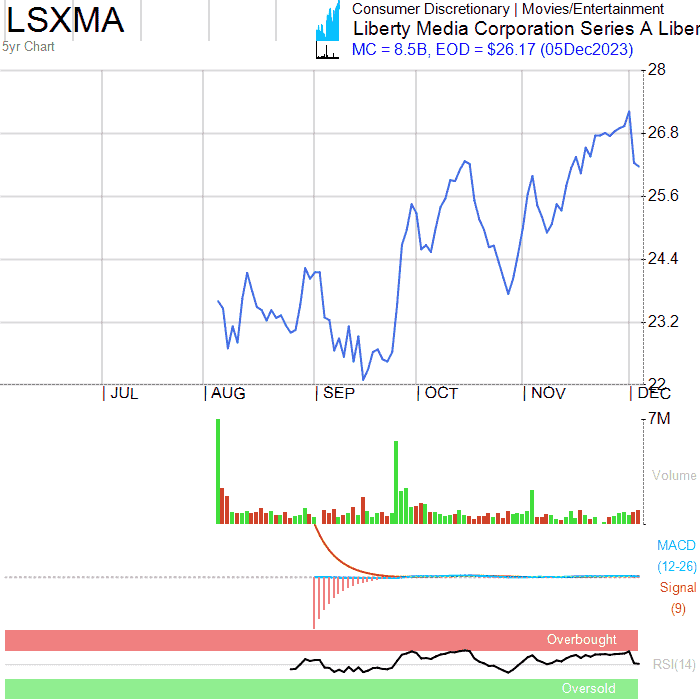 LSXMA
5yr Chart
Consumer Discretionary | Movies/Entertainment
Liberty Media Corporation Series A Liber
MC = 8.5B, EOD = $26.17 (05Dec2023)
28
26.8
25.6
24.4
23.2
22
JUL
AUG
SEP
OCT
NOV
DEC
7M
Volume
MACD
(12-26)
Signal
(9)
Overbought
RSI(14)
Oversold